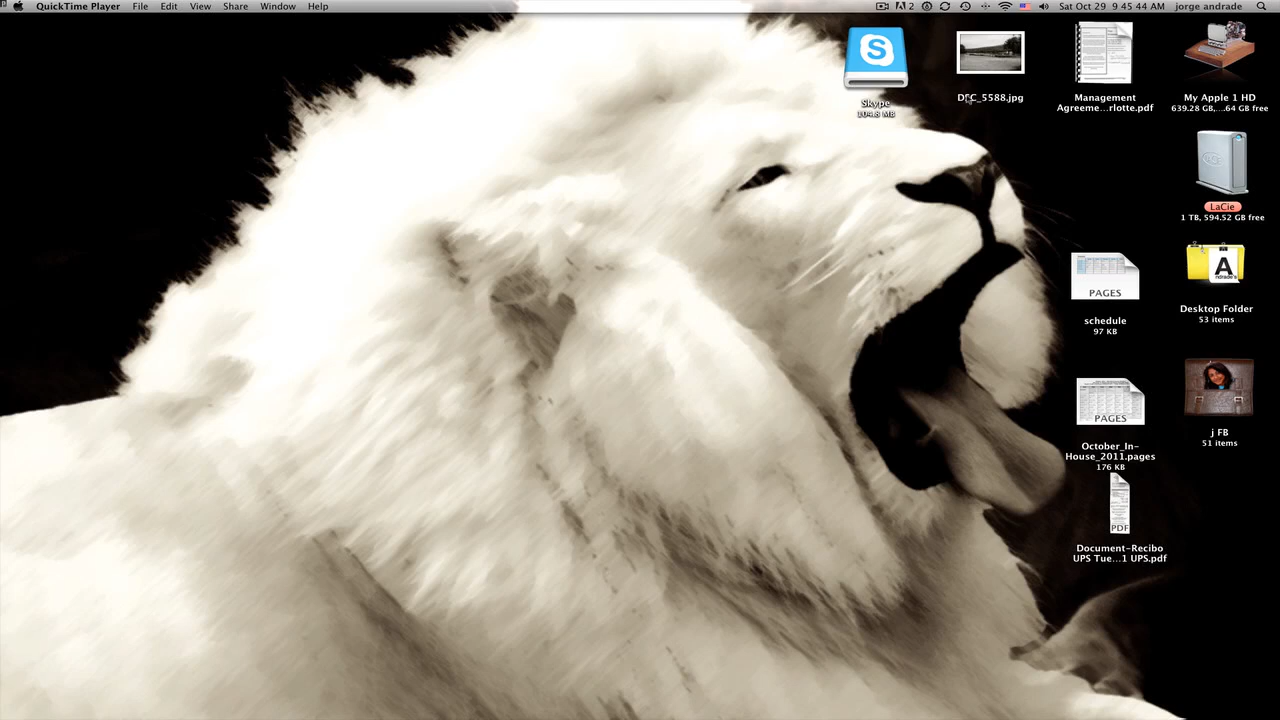 QuickTime Player File Edit View Share Window Help
2 Sat Oct 29 9 45 44 AM jorge andrade
Skype
104.8 MB
DFC_5588.jpg
Management
Agreeme...rlotte.pdf
My Apple 1 HD
639.28 GB,....64 GB free
LaCie
1 TB, 594.52 GB free
PAGES
schedule
97 KB
A
ndrade's
Desktop Folder
53 items
PAGES
October_In-
House_2011.pages
176 KB
j FB
51 items
PDF
Document-Recibo
UPS Tue...1 UPS.pdf